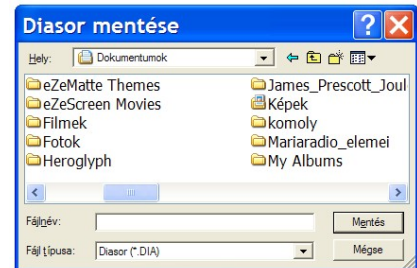 Diasor mentése
Hely: Dokumentumok
eZeMatte Themes
eZeScreen Movies
Filmek
Fotok
Heroglyph
James_Prescott_Joul
Képek
komoly
Mariaradio_elemei
My Albums
Fájlnév: Mentés
Fájl típusa: Diasor (*.DIA) Mégse